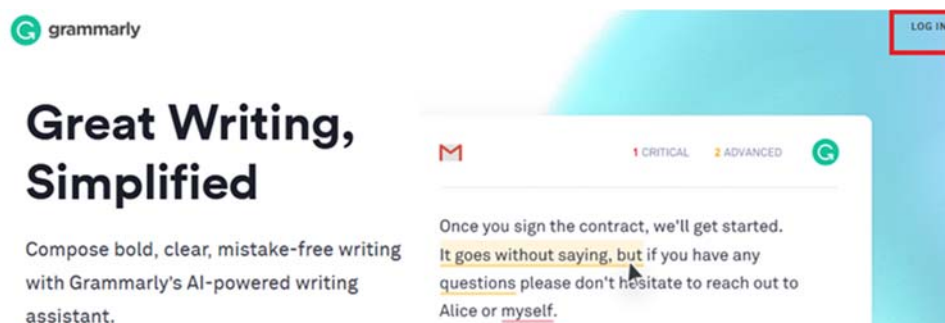 grammarly
LOG IN
Great Writing,
Simplified
Compose bold, clear, mistake-free writing
with Grammarly's AI-powered writing
assistant.
1 CRITICAL 2 ADVANCED
Once you sign the contract, we'll get started.
It goes without saying, but if you have any
questions please don't hesitate to reach out to
Alice or myself.